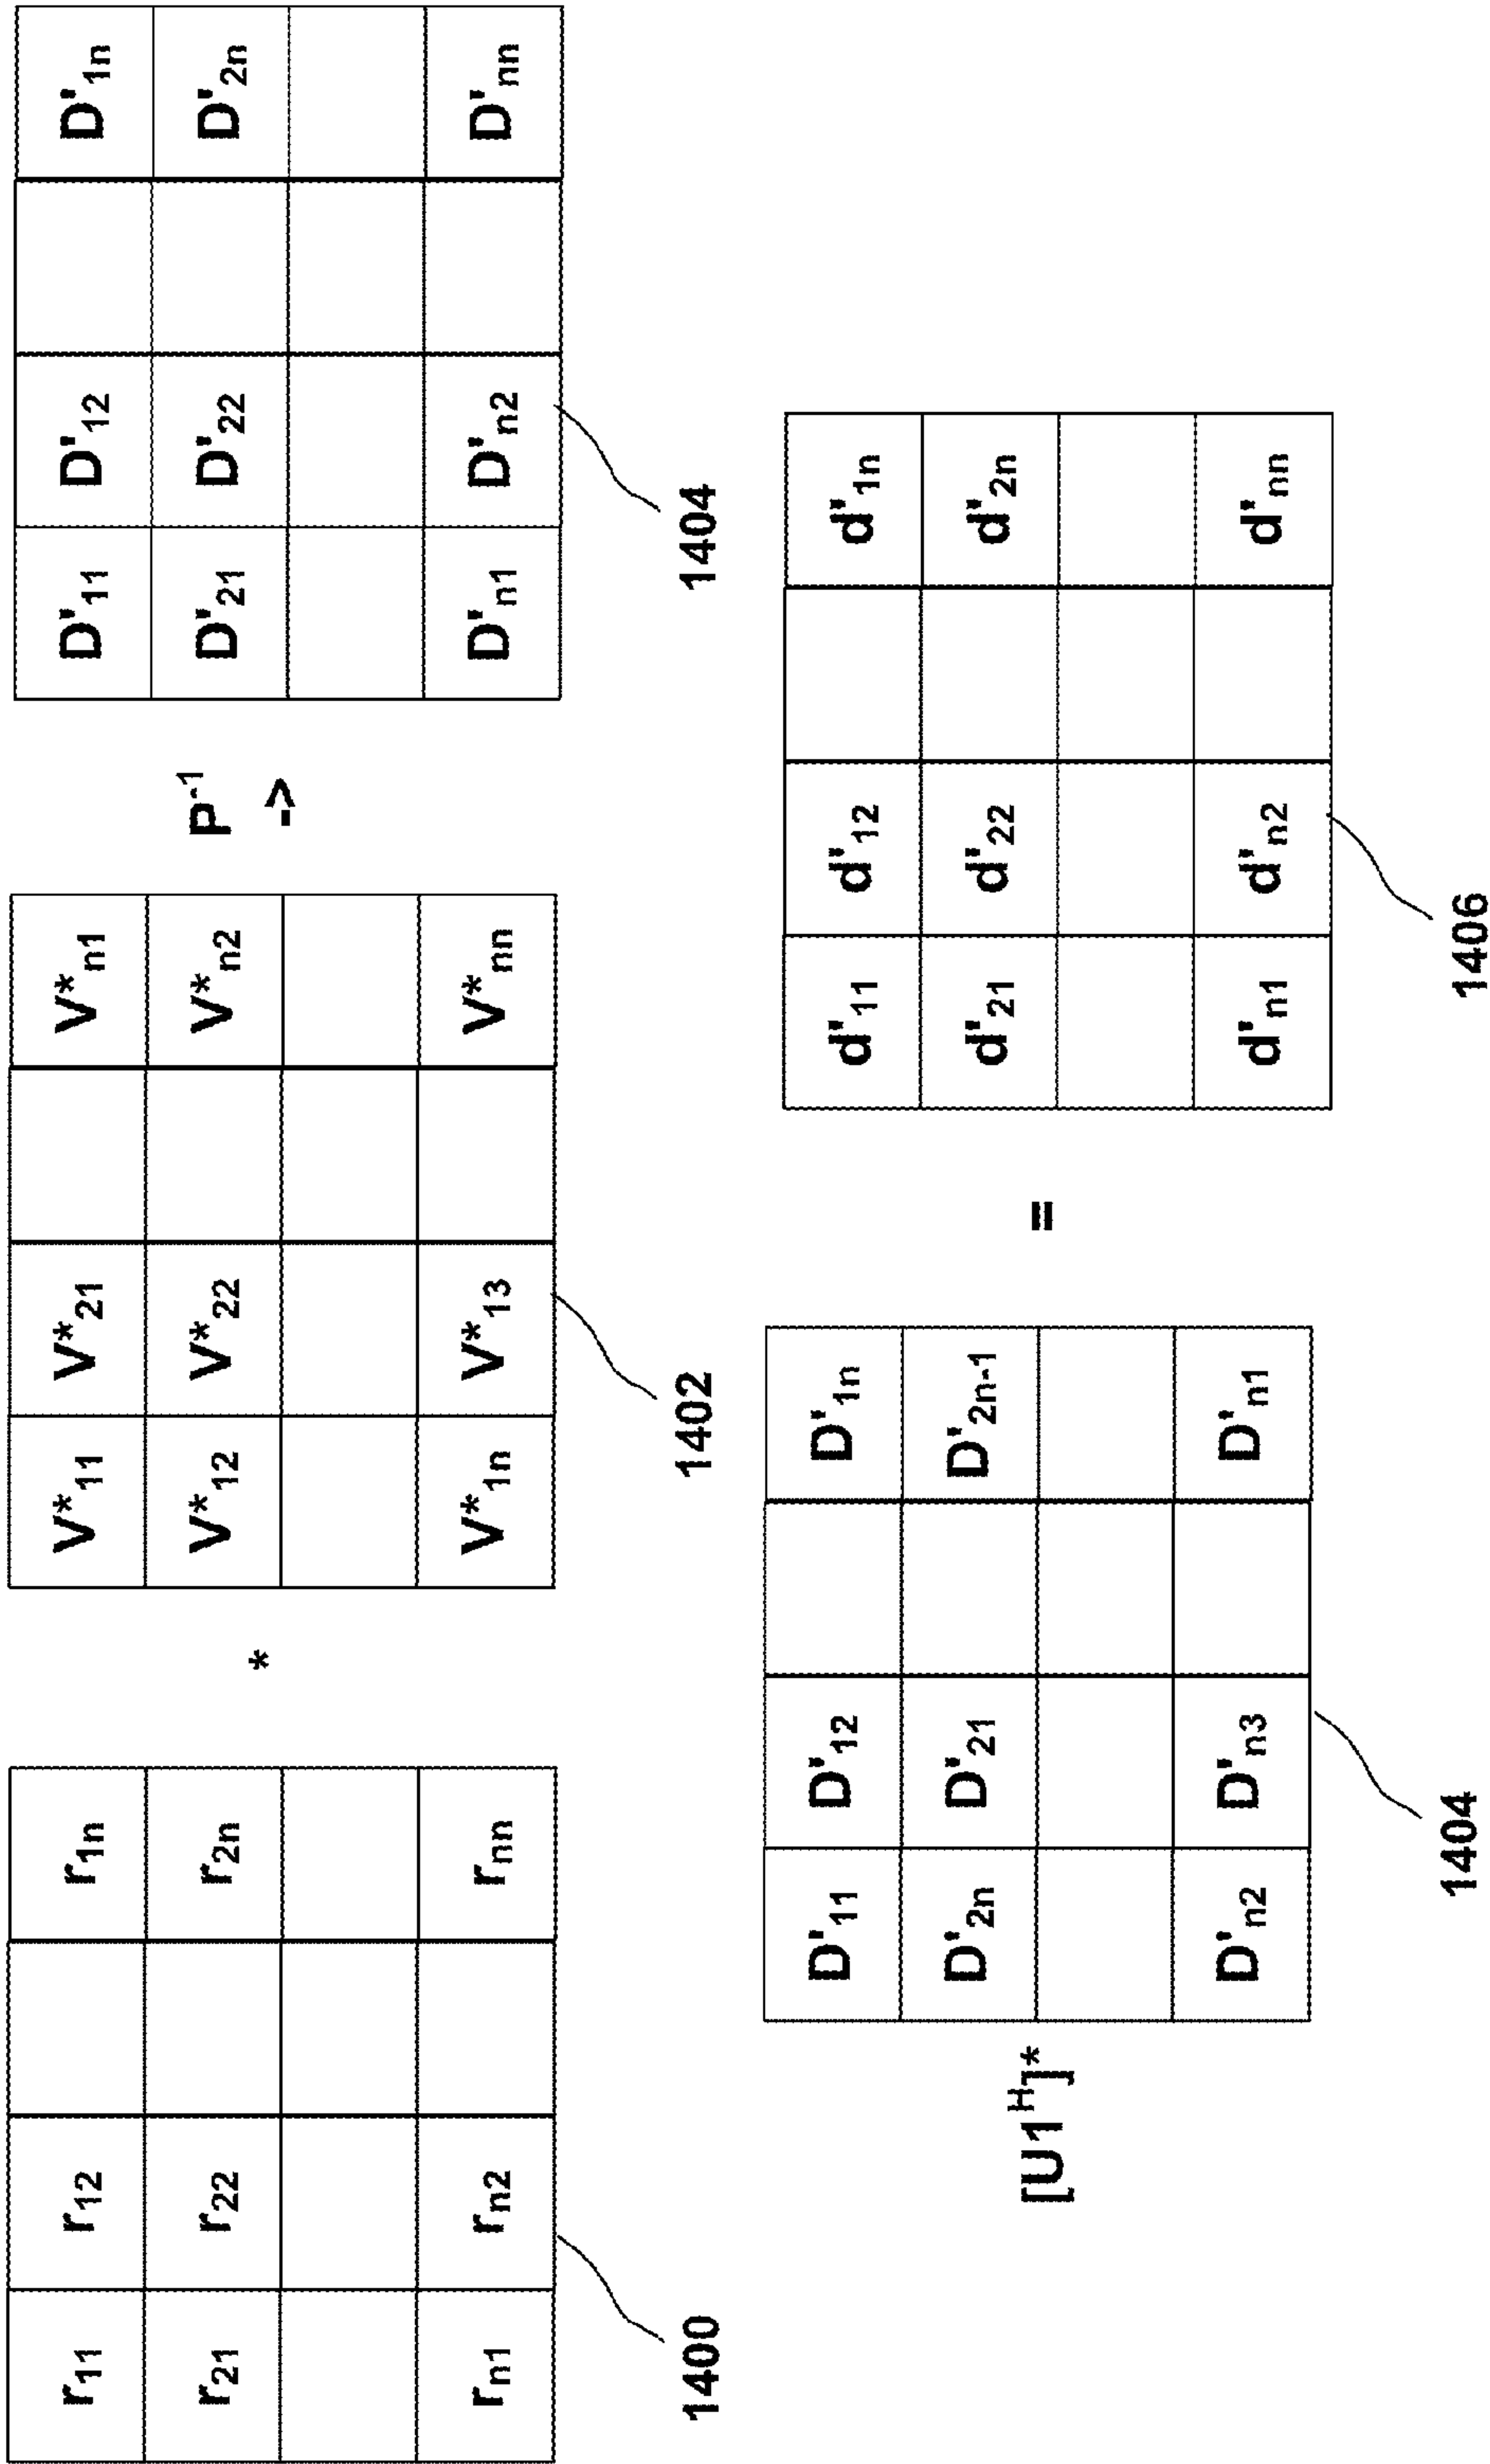 r11 r12 r1n
r21 r22 r2n
rn1 rn2 rnn
1400
*
V*11 V*21 V*n1
V*12 V*22 V*n2
V*1n V*13 V*nn
1402
P-1
->
D'11 D'12 D'1n
D'21 D'22 D'2n
D'n1 D'n2 D'nn
1404
[U1H]*
D'11 D'12 D'1n
D'2n D'21 D'2n-1
D'n2 D'n3 D'n1
1404
=
d'11 d'12 d'1n
d'21 d'22 d'2n
d'n1 d'n2 d'nn
1406